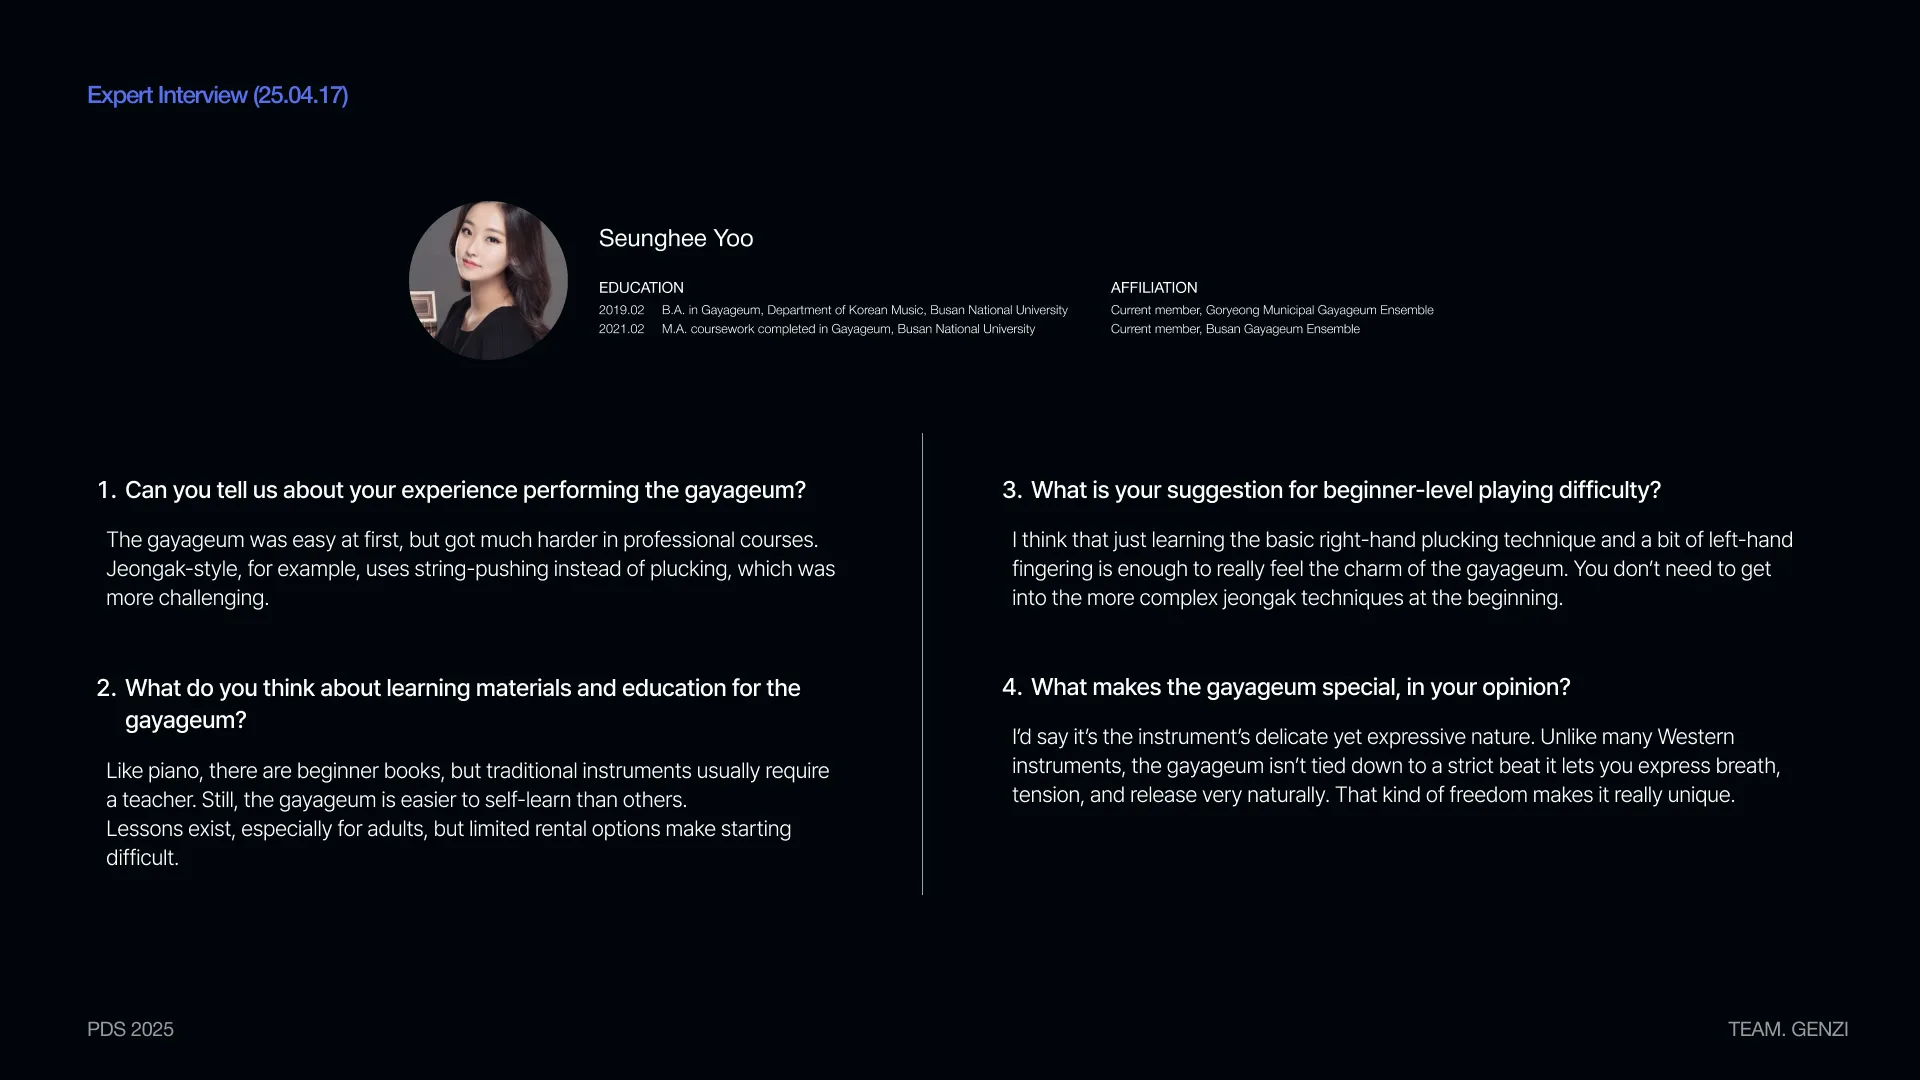 Expert Interview (25.04.17)
Seunghee Yoo
EDUCATION
2019.02 B.A. in Gayageum, Department of Korean Music, Busan National University
2021.02 M.A. coursework completed in Gayageum, Busan National University
AFFILIATION
Current member, Goryeong Municipal Gayageum Ensemble
Current member, Busan Gayageum Ensemble
1. Can you tell us about your experience performing the gayageum?
The gayageum was easy at first, but got much harder in professional courses.
Jeongak-style, for example, uses string-pushing instead of plucking, which was
more challenging.
2. What do you think about learning materials and education for the
gayageum?
Like piano, there are beginner books, but traditional instruments usually require
a teacher. Still, the gayageum is easier to self-learn than others.
Lessons exist, especially for adults, but limited rental options make starting
difficult.
3. What is your suggestion for beginner-level playing difficulty?
I think that just learning the basic right-hand plucking technique and a bit of left-hand
fingering is enough to really feel the charm of the gayageum. You don’t need to get
into the more complex jeongak techniques at the beginning.
4. What makes the gayageum special, in your opinion?
I’d say it’s the instrument’s delicate yet expressive nature. Unlike many Western
instruments, the gayageum isn’t tied down to a strict beat it lets you express breath,
tension, and release very naturally. That kind of freedom makes it really unique.
PDS 2025
TEAM. GENZI